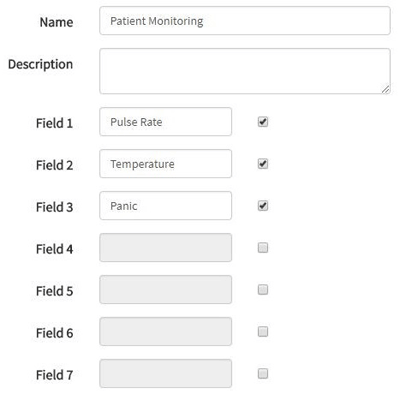 Name Patient Monitoring
Description
Field 1 Pulse Rate
Field 2 Temperature
Field 3 Panic
Field 4
Field 5
Field 6
Field 7